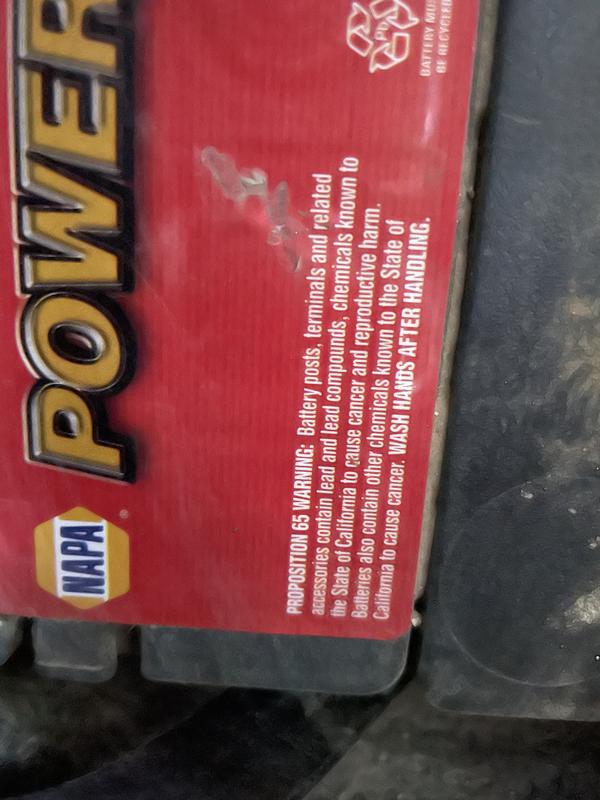 NAPA
POWER
PROPOSITION 65 WARNING: Battery posts, terminals and related
accessories contain lead and lead compounds, chemicals known to
the State of California to cause cancer and reproductive harm.
Batteries also contain other chemicals known to the State of
California to cause cancer. WASH HANDS AFTER HANDLING.
Pb
BATTERY MU
BE RECYCLED